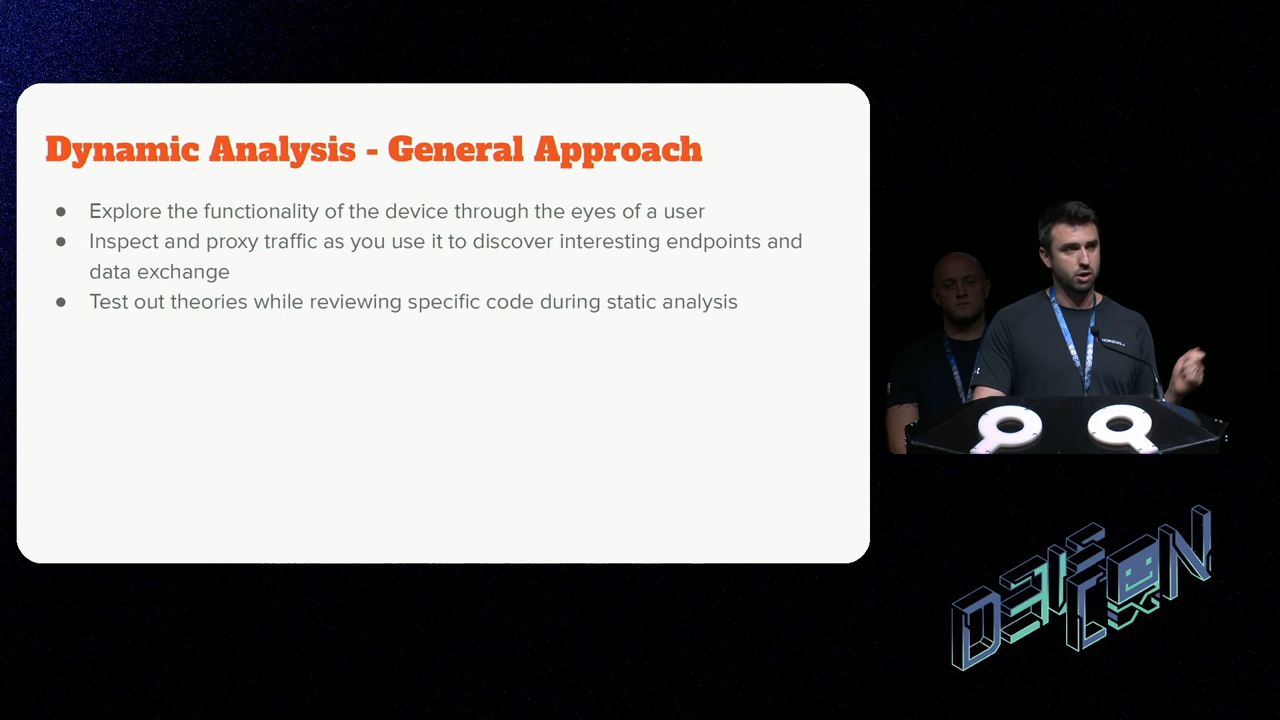 Dynamic Analysis - General Approach
● Explore the functionality of the device through the eyes of a user
● Inspect and proxy traffic as you use it to discover interesting endpoints and
data exchange
● Test out theories while reviewing specific code during static analysis
DEF
CON